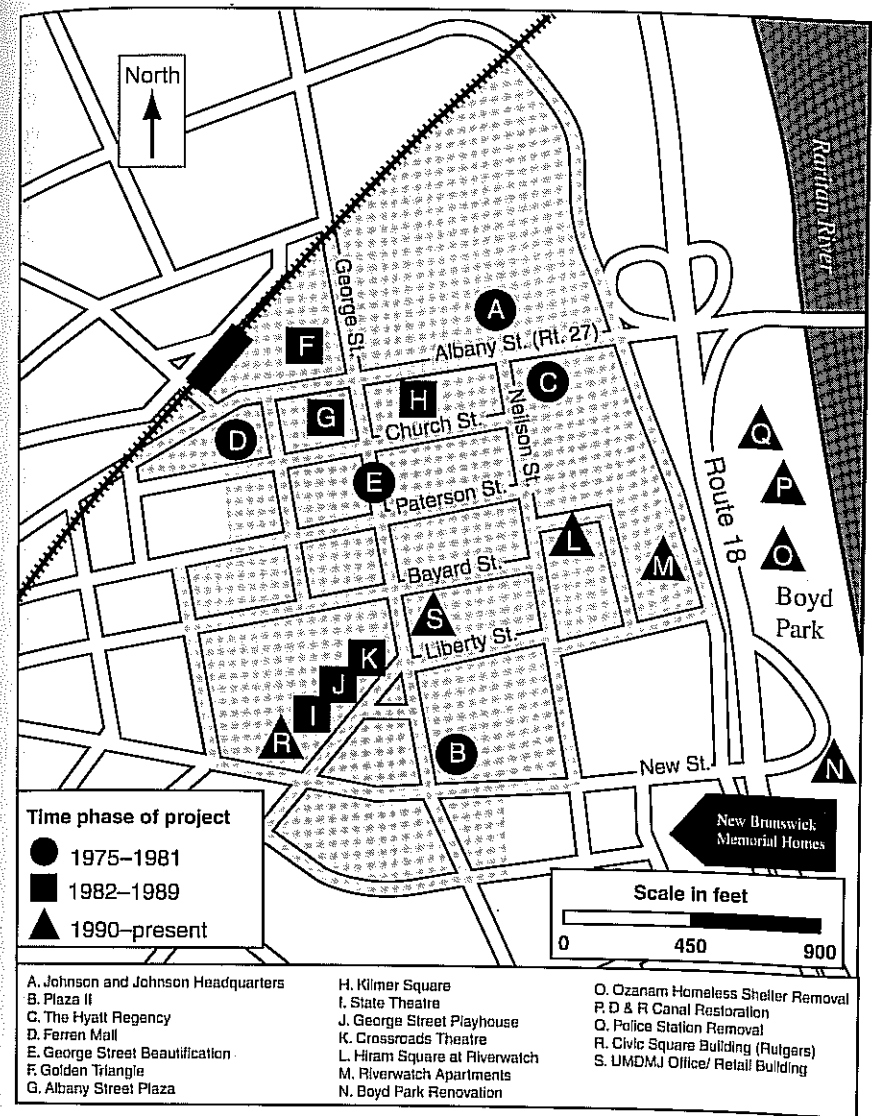 North
Raritan River
George St.
A
Albany St. (Rt. 27)
F
C
G
H
Church St.
Neilson St.
D
E
Paterson St.
Q
P
O
Route 18
L
M
Bayard St.
Boyd
Park
S
Liberty St.
K
J
I
R
B
New St.
N
New Brunswick
Memorial Homes
Time phase of project
1975–1981
1982–1989
1990–present
Scale in feet
0 450 900
A. Johnson and Johnson Headquarters
B. Plaza II
C. The Hyatt Regency
D. Ferren Mall
E. George Street Beautification
F. Golden Triangle
G. Albany Street Plaza
H. Kilmer Square
I. State Theatre
J. George Street Playhouse
K. Crossroads Theatre
L. Hiram Square at Riverwatch
M. Riverwatch Apartments
N. Boyd Park Renovation
O. Ozanam Homeless Shelter Removal
P. D & R Canal Restoration
Q. Police Station Removal
R. Civic Square Building (Rutgers)
S. UMDMJ Office/ Retail Building